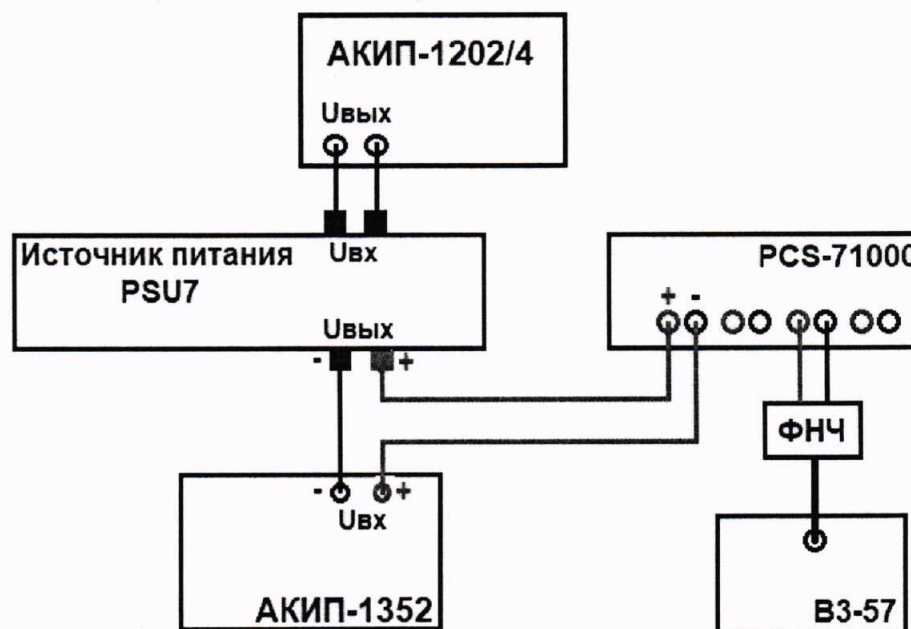 АКИП-1202/4
Uвых
Источник питания
PSU7
Uвх
Uвых
- +
PCS-71000
+ -
ФНЧ
- +
Uвх
АКИП-1352
В3-57